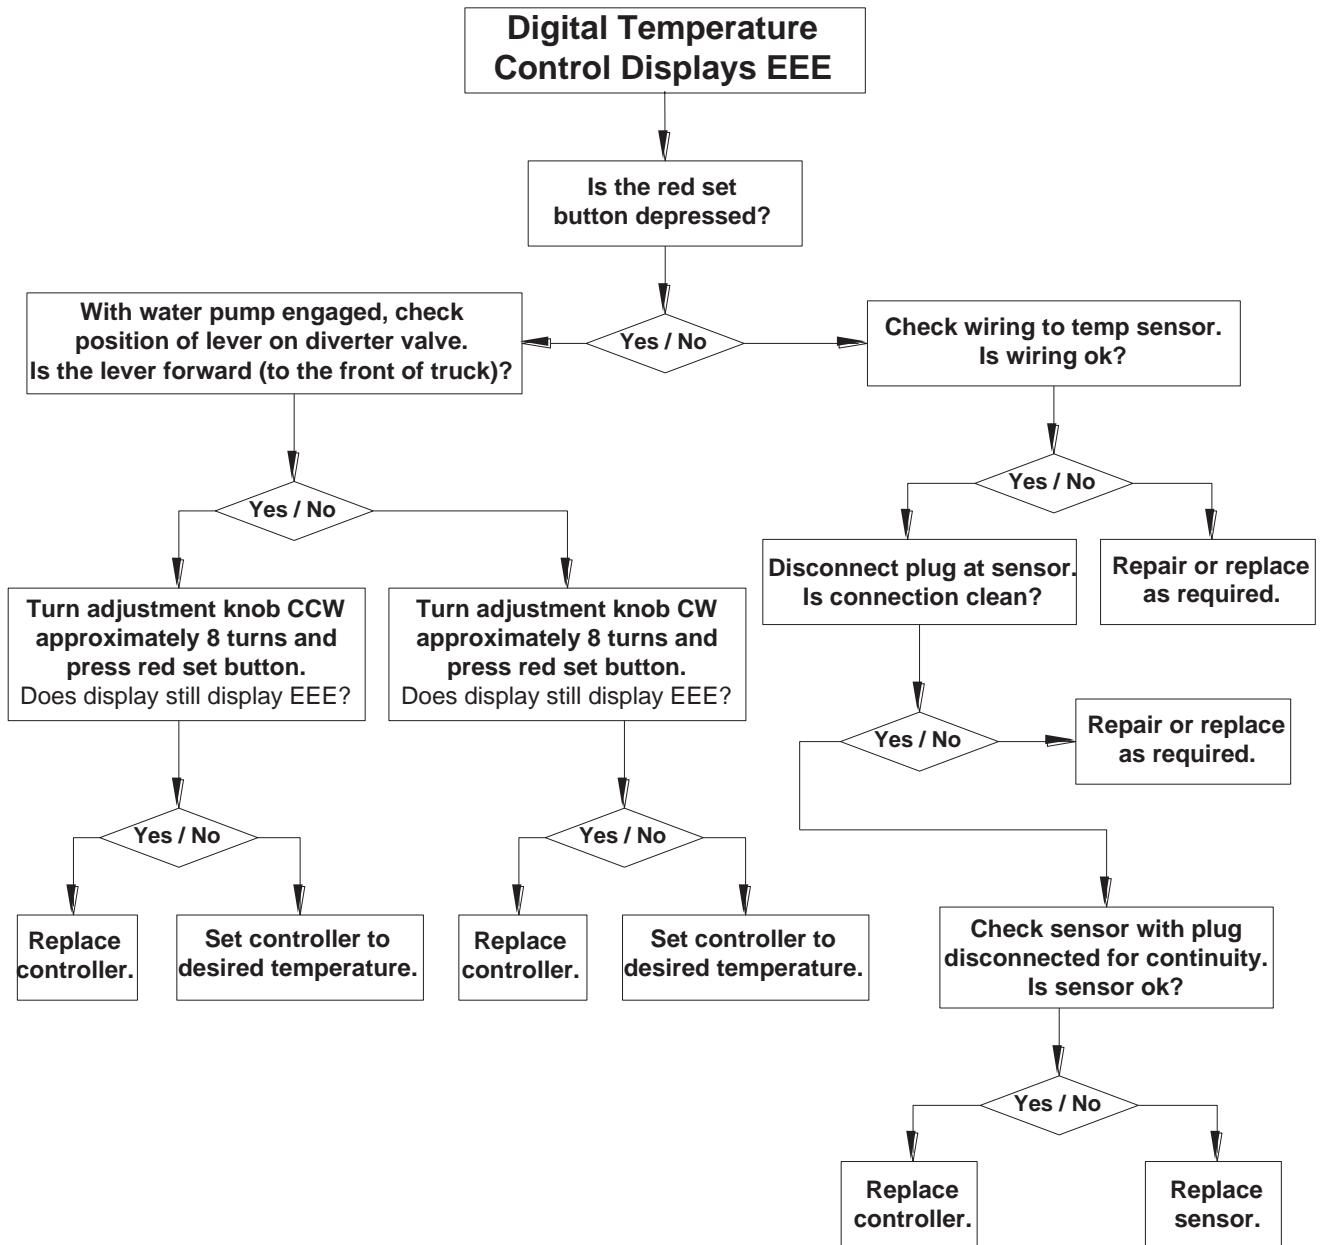 Digital Temperature
Control Displays EEE
Is the red set
button depressed?
With water pump engaged, check
position of lever on diverter valve.
Is the lever forward (to the front of truck)?
Yes / No
Check wiring to temp sensor.
Is wiring ok?
Yes / No
Yes / No
Turn adjustment knob CCW
approximately 8 turns and
press red set button.
Does display still display EEE?
Turn adjustment knob CW
approximately 8 turns and
press red set button.
Does display still display EEE?
Disconnect plug at sensor.
Is connection clean?
Repair or replace
as required.
Yes / No
Repair or replace
as required.
Yes / No
Yes / No
Replace
controller.
Set controller to
desired temperature.
Replace
controller.
Set controller to
desired temperature.
Check sensor with plug
disconnected for continuity.
Is sensor ok?
Yes / No
Replace
controller.
Replace
sensor.